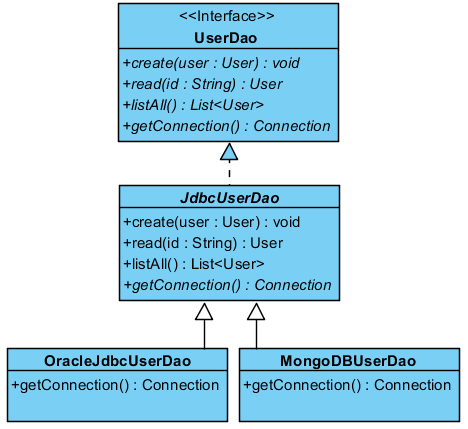 <<Interface>>
UserDao
+create(user : User) : void
+read(id : String) : User
+listAll() : List<User>
+getConnection() : Connection
JdbcUserDao
+create(user : User) : void
+read(id : String) : User
+listAll() : List<User>
+getConnection() : Connection
OracleJdbcUserDao
+getConnection() : Connection
MongoDBUserDao
+getConnection() : Connection